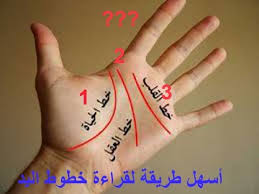 ???
2
1
3
خط الحياة
خط العقل
خط القلب
أسهل طريقة لقراءة خطوط اليد